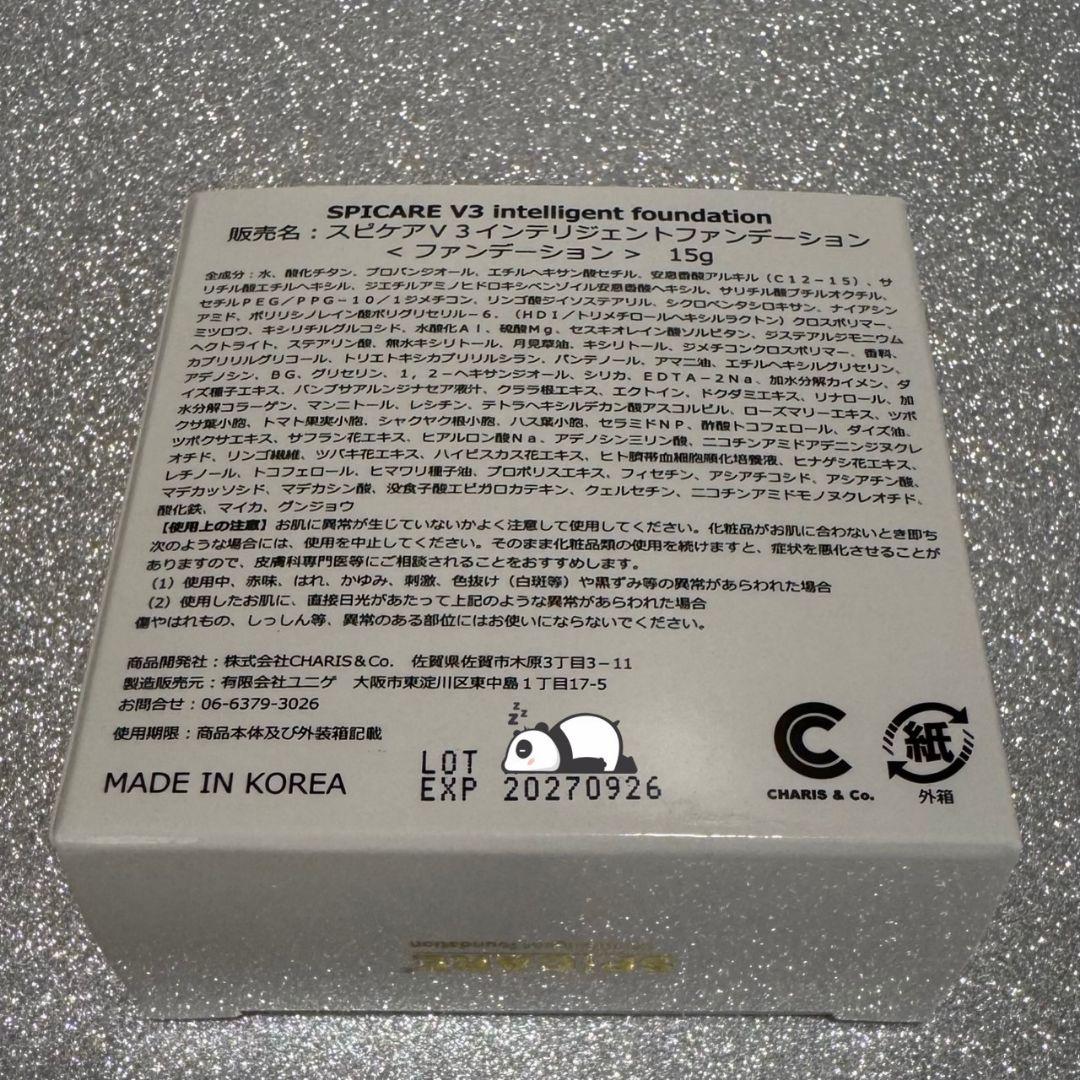 SPICARE V3 intelligent foundation
販売名：スピケアV３インテリジェントファンデーション
＜ファンデーション＞ 15g
全成分：水、酸化チタン、プロパンジオール、エチルヘキサン酸セチル、安息香酸アルキル（C12－15）、サ
リチル酸エチルヘキシル、ジエチルアミノヒドロキシベンゾイル安息香酸ヘキシル、サリチル酸ブチルオクチル、
セチルPEG／PPG－10／1ジメチコン、リンゴ酸ジイソステアリル、シクロペンタシロキサン、ナイアシン
アミド、ポリリシノレイン酸ポリグリセリル－6、（HDI／トリメチロールヘキシルラクトン）クロスポリマー、
ミツロウ、キシリチルグルコシド、水酸化Al、硫酸Mg、セスキオレイン酸ソルビタン、ジステアルジモニウム
ヘクトライト、ステアリン酸、無水キシリトール、月見草油、キシリトール、ジメチコンクロスポリマー、香料、
カプリリルグリコール、トリエトキシカプリリルシラン、パンテノール、アマニ油、エチルヘキシルグリセリン、
アデノシン、BG、グリセリン、1，2－ヘキサンジオール、シリカ、EDTA－2Na、加水分解カイメン、ダ
イズ種子エキス、バンブサアルンジナセア液汁、クララ根エキス、エクトイン、ドクダミエキス、リナロール、加
水分解コラーゲン、マンニトール、レシチン、テトラヘキシルデカン酸アスコルビル、ローズマリーエキス、ツボ
クサ葉小胞、トマト果実小胞、シャクヤク根小胞、ハス葉小胞、セラミドNP、酢酸トコフェロール、ダイズ油、
ツボクサエキス、サフラン花エキス、ヒアルロン酸Na、アデノシン三リン酸、ニコチンアミドアデニンジヌクレ
オチド、リンゴ繊維、ツバキ花エキス、ハイビスカス花エキス、ヒト臍帯血細胞順化培養液、ヒナゲシ花エキス、
レチノール、トコフェロール、ヒマワリ種子油、プロポリスエキス、フィセチン、アシアチコシド、アシアチン酸、
マデカッソシド、マデカシン酸、没食子酸エピガロカテキン、クェルセチン、ニコチンアミドモノヌクレオチド、
酸化鉄、マイカ、グンジョウ
【使用上の注意】お肌に異常が生じていないかよく注意して使用してください。化粧品がお肌に合わないとき即ち
次のような場合には、使用を中止してください。そのまま化粧品類の使用を続けますと、症状を悪化させることが
ありますので、皮膚科専門医等にご相談されることをおすすめします。
（1）使用中、赤味、はれ、かゆみ、刺激、色抜け（白斑等）や黒ずみ等の異常があらわれた場合
（2）使用したお肌に、直接日光があたって上記のような異常があらわれた場合
傷やはれもの、しっしん等、異常のある部位にはお使いにならないでください。
商品開発社：株式会社CHARIS＆Co. 佐賀県佐賀市木原3丁目3－11
製造販売元：有限会社ユニゲ 大阪市東淀川区東中島１丁目17-5
お問合せ：06-6379-3026
使用期限：商品本体及び外装箱記載
MADE IN KOREA
LOT
EXP 20270926
zzz
C
CHARIS & Co.
紙
外箱
SPICARE
intelligent foundation